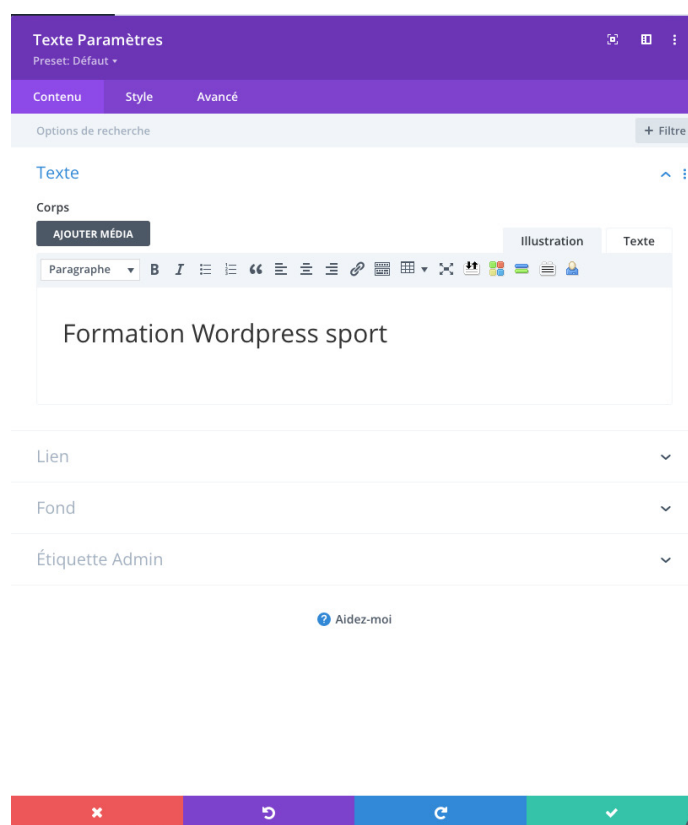 Texte Paramètres
Preset: Défaut
Contenu Style Avancé
Options de recherche + Filtre
Texte
Corps
AJOUTER MÉDIA
Illustration Texte
Paragraphe B I
Formation Wordpress sport
Lien
Fond
Étiquette Admin
? Aidez-moi